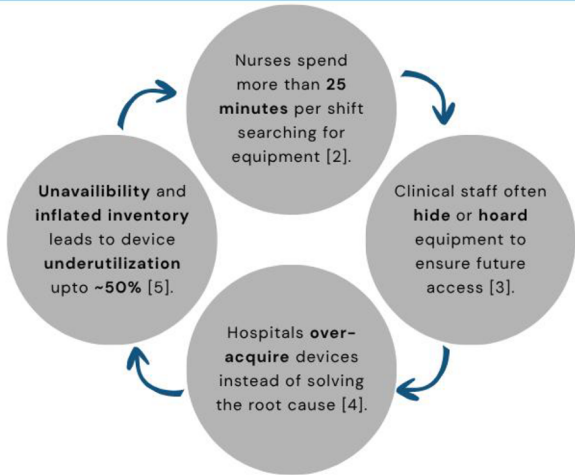 Nurses spend
more than 25
minutes per shift
searching for
equipment [2].
Clinical staff often
hide or hoard
equipment to
ensure future
access [3].
Hospitals over-
acquire devices
instead of solving
the root cause [4].
Unavailibility and
inflated inventory
leads to device
underutilization
upto ~50% [5].